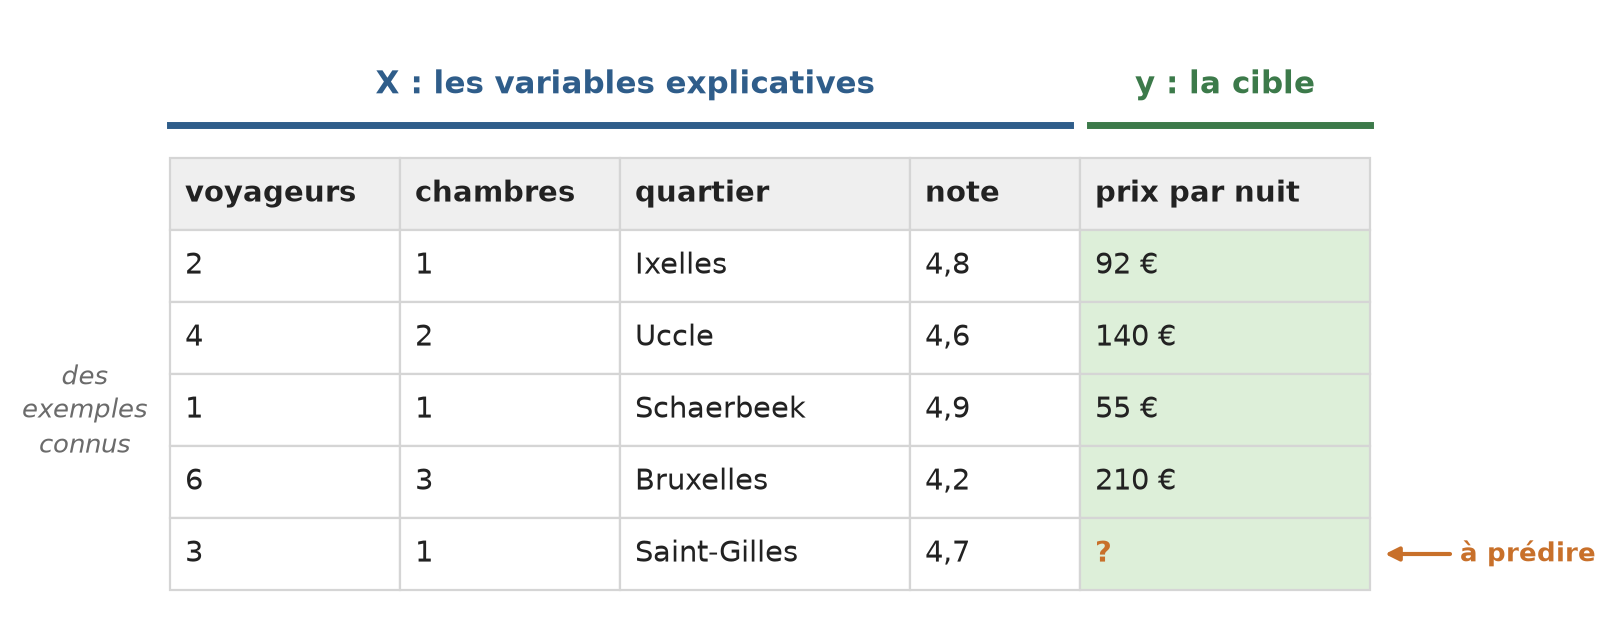 X : les variables explicatives
y : la cible
voyageurs chambres quartier note prix par nuit
2 1 Ixelles 4,8 92 €
4 2 Uccle 4,6 140 €
des
exemples
connus
1 1 Schaerbeek 4,9 55 €
6 3 Bruxelles 4,2 210 €
3 1 Saint-Gilles 4,7 ?
à prédire